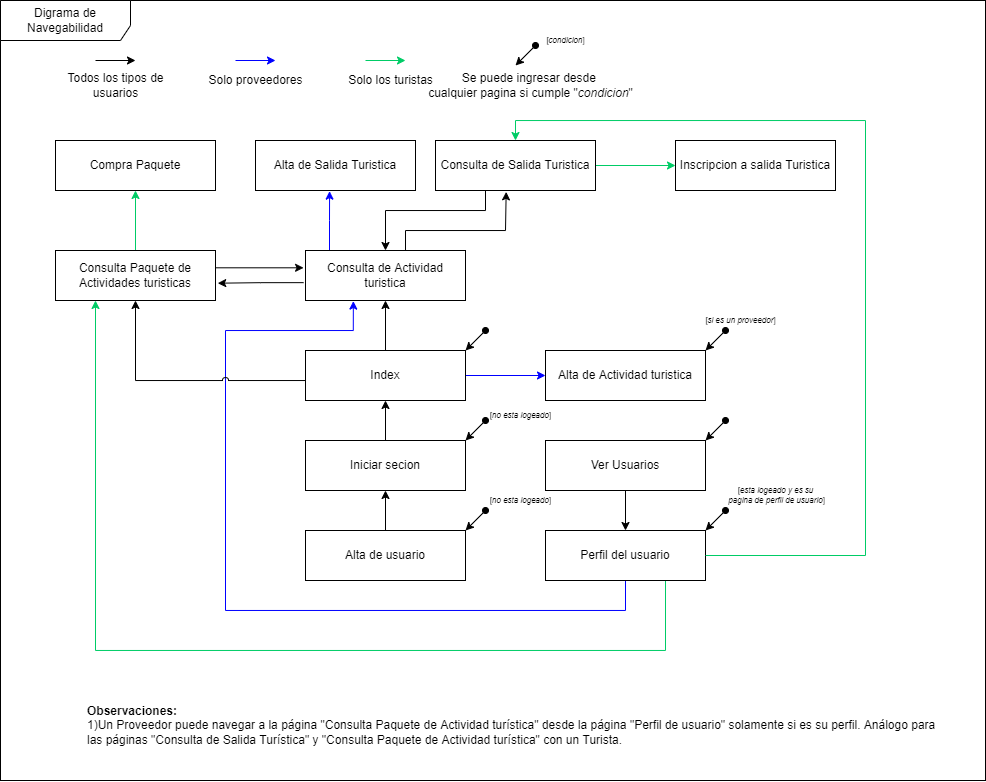 Digrama de
Navegabilidad
[condicion]
Todos los tipos de
usuarios
Solo proveedores
Solo los turistas
Se puede ingresar desde
cualquier pagina si cumple "condicion"
Compra Paquete
Alta de Salida Turistica
Consulta de Salida Turistica
Inscripcion a salida Turistica
Consulta Paquete de
Actividades turisticas
Consulta de Actividad
turistica
[si es un proveedor]
Index
Alta de Actividad turistica
[no esta logeado]
Iniciar secion
Ver Usuarios
[no esta logeado]
[esta logeado y es su
pagina de perfil de usuario]
Alta de usuario
Perfil del usuario
Observaciones:
1)Un Proveedor puede navegar a la página "Consulta Paquete de Actividad turística" desde la página "Perfil de usuario" solamente si es su perfil. Análogo para
las páginas "Consulta de Salida Turística" y "Consulta Paquete de Actividad turística" con un Turista.